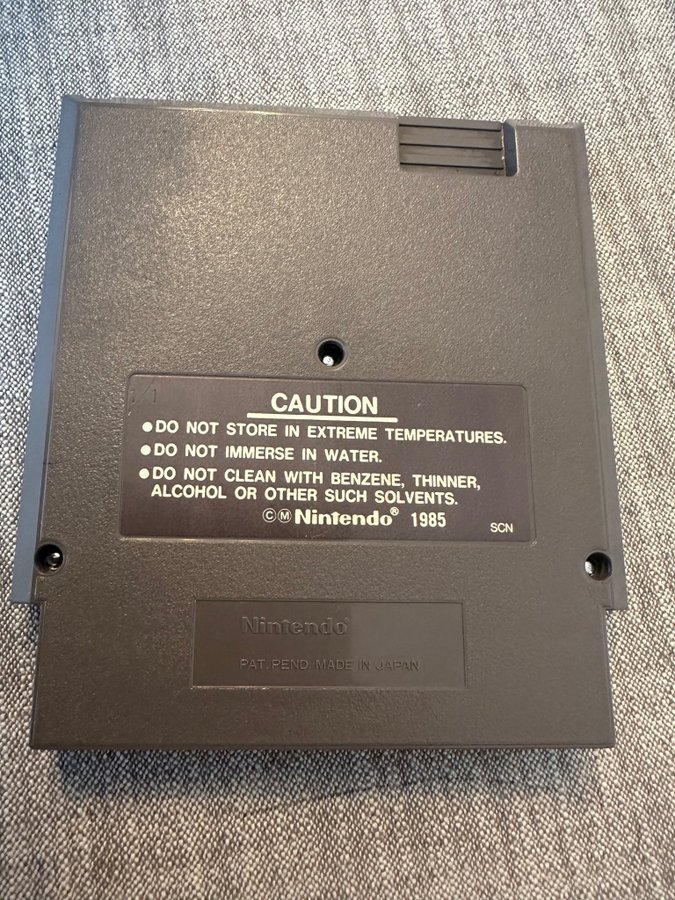 CAUTION
●DO NOT STORE IN EXTREME TEMPERATURES.
●DO NOT IMMERSE IN WATER.
●DO NOT CLEAN WITH BENZENE, THINNER,
ALCOHOL OR OTHER SUCH SOLVENTS.
ⒸⓂ Nintendo® 1985
SCN
Nintendo®
PAT. PEND MADE IN JAPAN